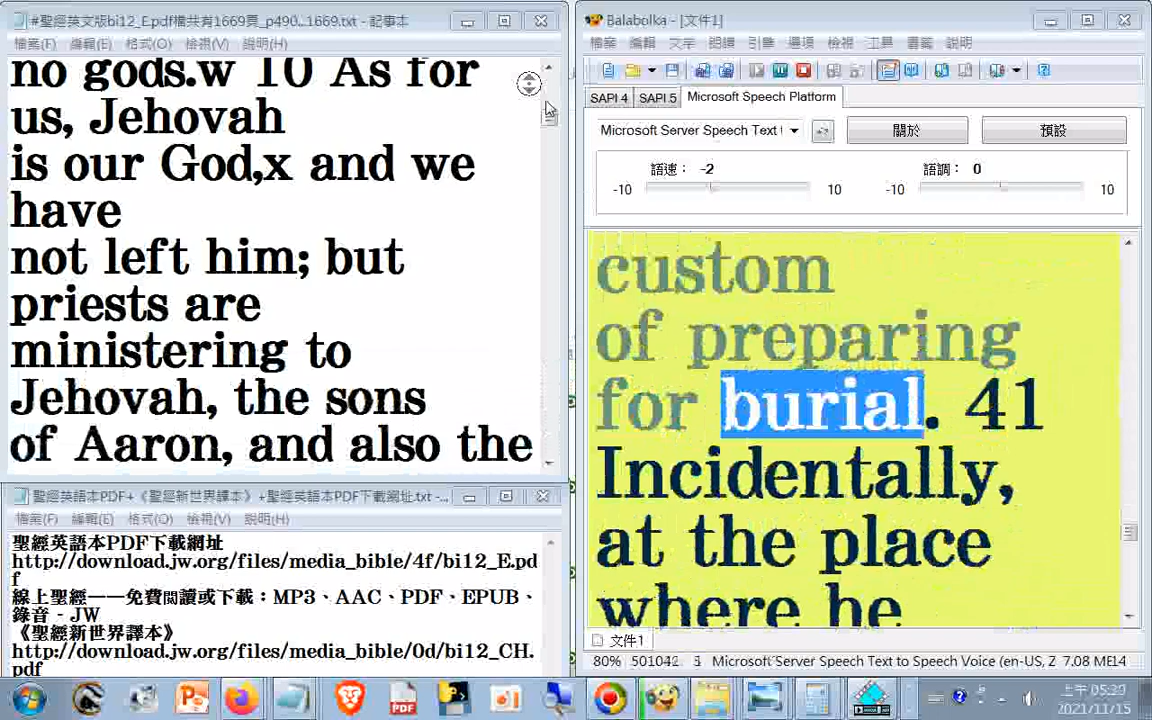 #聖經英文版bi12_E.pdf檔共有1669頁_p490...1669.txt - 記事本
檔案(F) 編輯(E) 格式(O) 檢視(V) 說明(H)
no gods.w 10 As for
us, Jehovah
is our God,x and we
have
not left him; but
priests are
ministering to
Jehovah, the sons
of Aaron, and also the
聖經英語本PDF+《聖經新世界譯本》+聖經英語本PDF下載網址.txt -...
檔案(F) 編輯(E) 格式(O) 檢視(V) 說明(H)
聖經英語本PDF下載網址
http://download.jw.org/files/media_bible/4f/bi12_E.pd
f
線上聖經——免費閱讀或下載：MP3、AAC、PDF、EPUB、
錄音 - JW
《聖經新世界譯本》
http://download.jw.org/files/media_bible/0d/bi12_CH.
pdf
Balabolka - [文件1]
檔案 編輯 文字 朗讀 引擎 選項 檢視 工具 書籤 說明
SAPI 4 SAPI 5 Microsoft Speech Platform
Microsoft Server Speech Text t 關於 預設
語速： -2 語調： 0
-10 10 -10 10
custom
of preparing
for burial. 41
Incidentally,
at the place
where he
文件1
80% 501042. Microsoft Server Speech Text to Speech Voice (en-US, Z 7.08 ME14
PDF
上午 05:29
2021/11/15